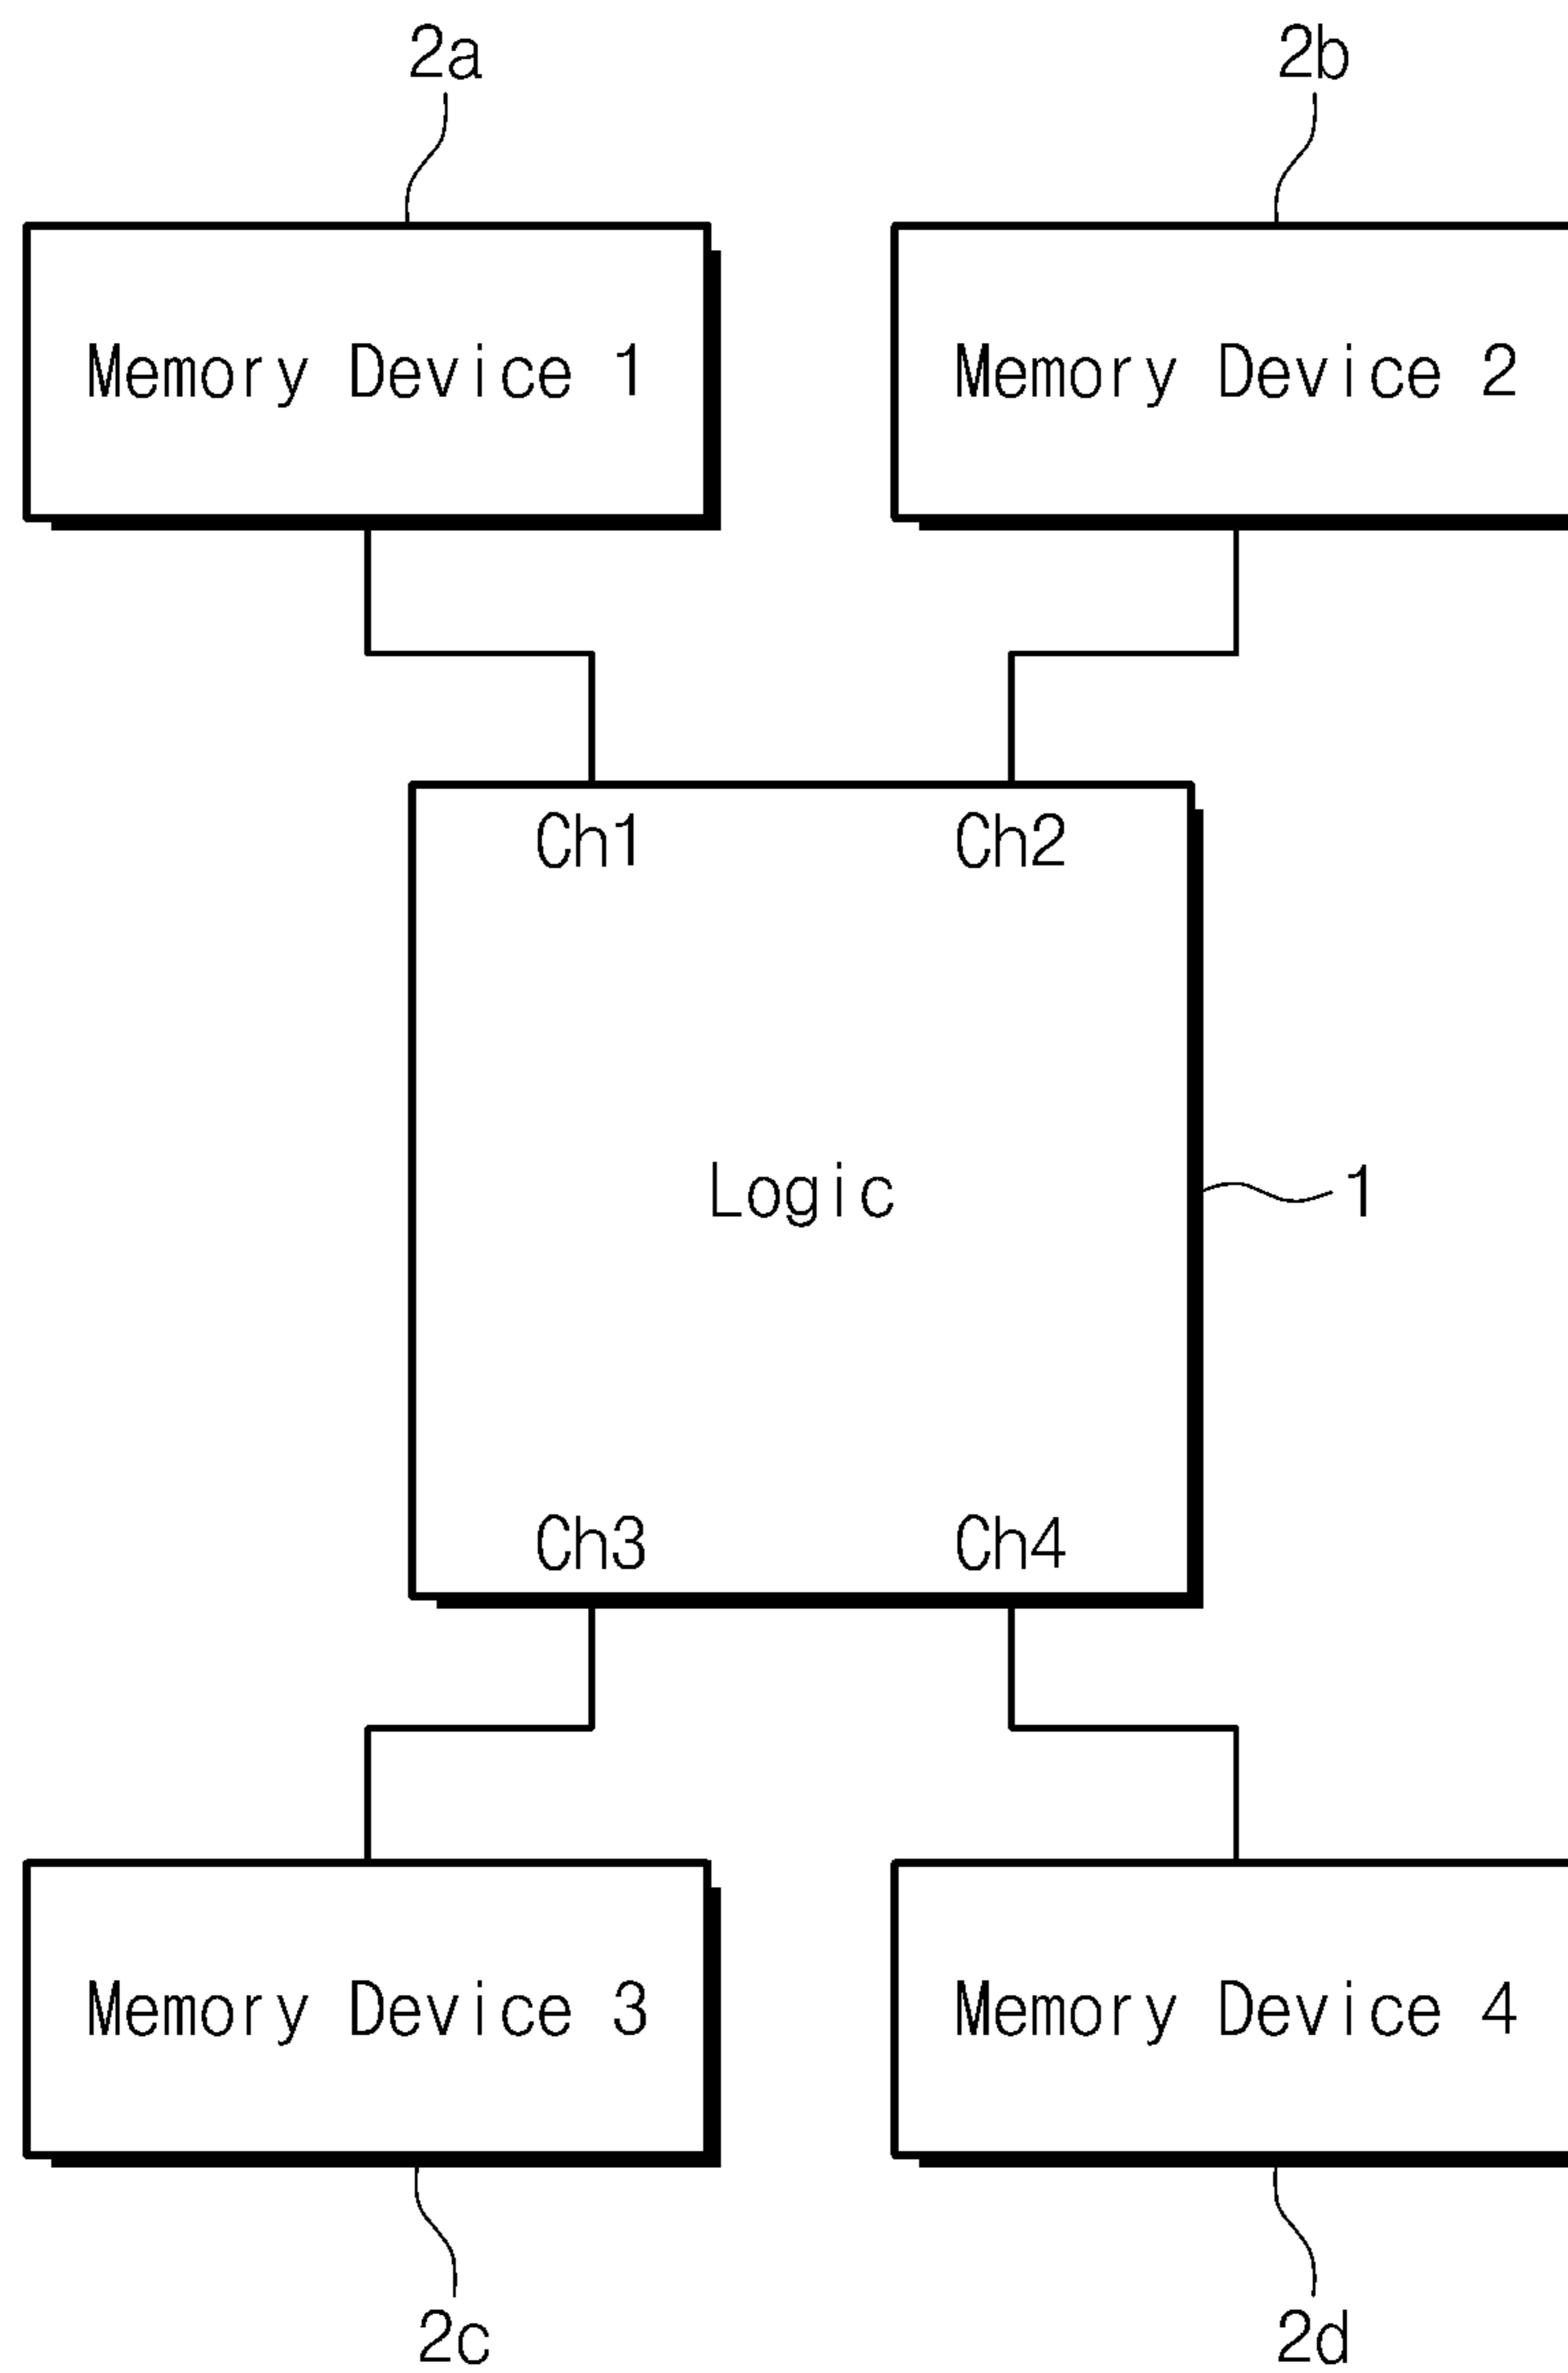 2a
2b
Memory Device 1
Memory Device 2
Ch1
Ch2
Logic
1
Ch3
Ch4
Memory Device 3
Memory Device 4
2c
2d